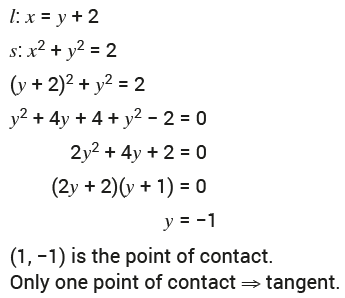 l: x = y + 2
s: x² + y² = 2
(y + 2)² + y² = 2
y² + 4y + 4 + y² − 2 = 0
2y² + 4y + 2 = 0
(2y + 2)(y + 1) = 0
y = −1
(1, −1) is the point of contact.
Only one point of contact ⇒ tangent.